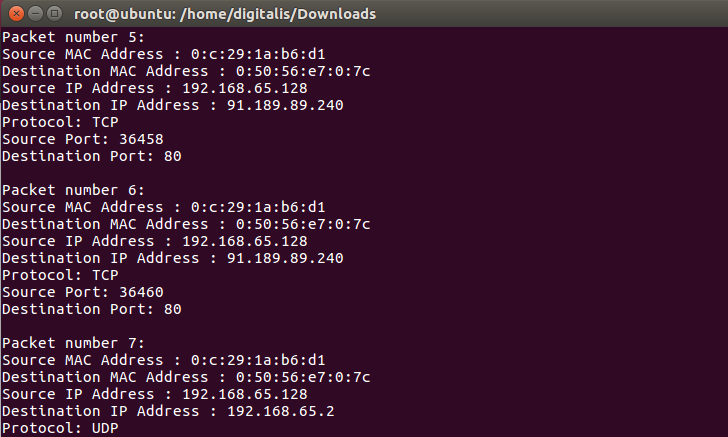 root@ubuntu: /home/digitalis/Downloads
Packet number 5:
Source MAC Address : 0:c:29:1a:b6:d1
Destination MAC Address : 0:50:56:e7:0:7c
Source IP Address : 192.168.65.128
Destination IP Address : 91.189.89.240
Protocol: TCP
Source Port: 36458
Destination Port: 80
Packet number 6:
Source MAC Address : 0:c:29:1a:b6:d1
Destination MAC Address : 0:50:56:e7:0:7c
Source IP Address : 192.168.65.128
Destination IP Address : 91.189.89.240
Protocol: TCP
Source Port: 36460
Destination Port: 80
Packet number 7:
Source MAC Address : 0:c:29:1a:b6:d1
Destination MAC Address : 0:50:56:e7:0:7c
Source IP Address : 192.168.65.128
Destination IP Address : 192.168.65.2
Protocol: UDP